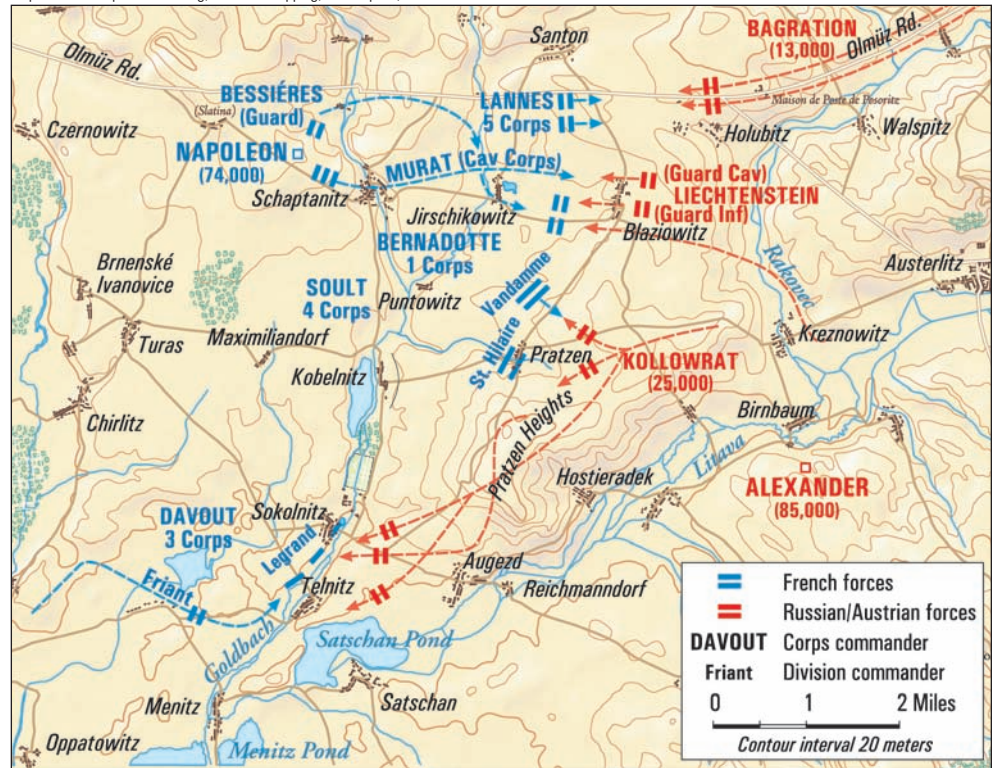 Santon
BAGRATION
(13,000)
Olmüz Rd.
Olmüz Rd.
BESSIÉRES
(Guard)
(Slatina)
LANNES
5 Corps
Maison de Poste de Posoritz
Czernowitz
Holubitz
Walspitz
NAPOLEON
(74,000)
MURAT (Cav Corps)
(Guard Cav)
LIECHTENSTEIN
(Guard Inf)
Schaptanitz
Jirschikowitz
Blaziowitz
BERNADOTTE
1 Corps
Rakovec
Austerlitz
Brnenské
Ivanovice
SOULT
4 Corps
Puntowitz
Vandamme
Kreznowitz
Turas
Maximiliandorf
St. Hilaire
Pratzen
KOLLOWRAT
(25,000)
Kobelnitz
Chirlitz
Birnbaum
Pratzen Heights
Litava
Hostieradek
ALEXANDER
(85,000)
DAVOUT
3 Corps
Sokolnitz
Legrand
Friant
Telnitz
Augezd
Reichmanndorf
Goldbach
Satschan Pond
Menitz
Satschan
Oppatowitz
Menitz Pond
French forces
Russian/Austrian forces
DAVOUT Corps commander
Friant Division commander
0 1 2 Miles
Contour interval 20 meters